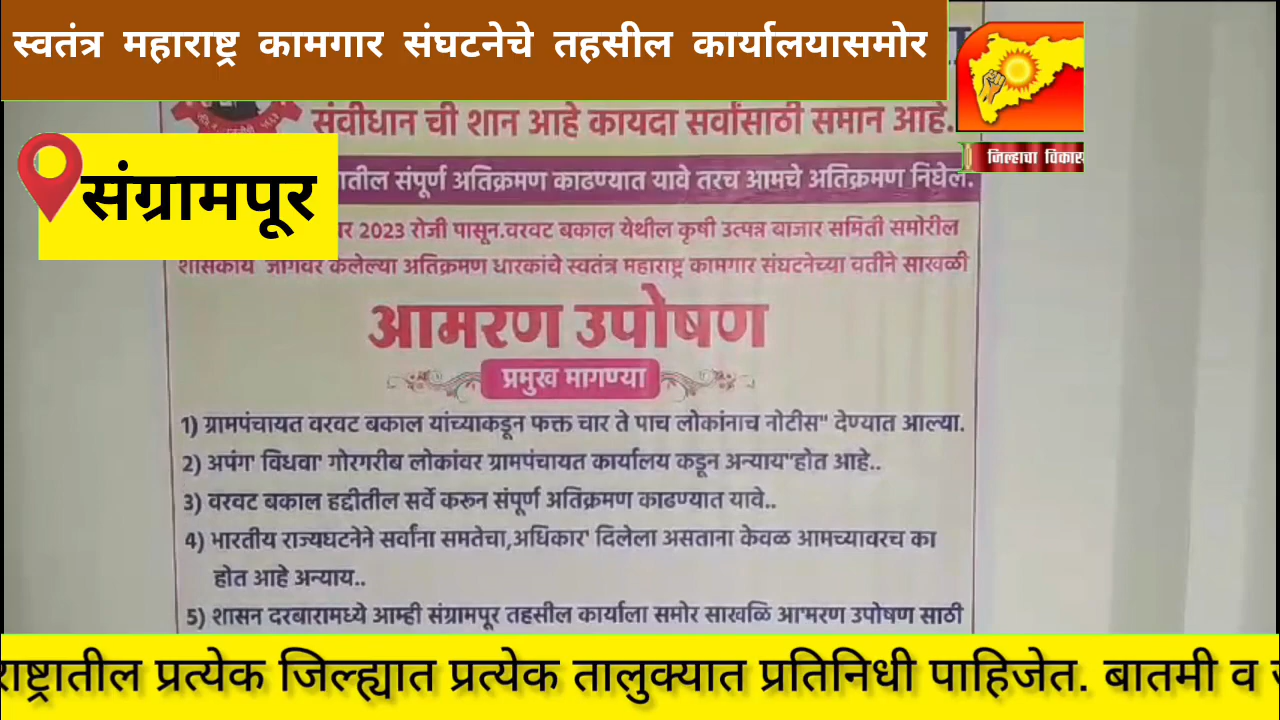 स्वतंत्र महाराष्ट्र कामगार संघटनेचे तहसील कार्यालयासमोर
संवीधान ची शान आहे कायदा सर्वांसाठी समान आहे.
जिल्हाचा विकास
संग्रामपूर
संपूर्ण अतिक्रमण काढण्यात यावे तरच आमचे अतिक्रमण निघेल.
2023 रोजी पासून.वरवट बकाल येथील कृषी उत्पन्न बाजार समिती समोरील
शासकीय जागेवर केलेल्या अतिक्रमण धारकांचे स्वतंत्र महाराष्ट्र कामगार संघटनेच्या वतीने साखळी
आमरण उपोषण
प्रमुख मागण्या
1) ग्रामपंचायत वरवट बकाल यांच्याकडून फक्त चार ते पाच लोकांनाच नोटीस" देण्यात आल्या.
2) अपंग' विधवा' गोरगरीब लोकांवर ग्रामपंचायत कार्यालय कडून अन्याय"होत आहे..
3) वरवट बकाल हद्दीतील सर्वे करून संपूर्ण अतिक्रमण काढण्यात यावे..
4) भारतीय राज्यघटनेने सर्वांना समतेचा,अधिकार' दिलेला असताना केवळ आमच्यावरच का
होत आहे अन्याय..
5) शासन दरबारामध्ये आम्ही संग्रामपूर तहसील कार्याला समोर साखळि आ'मरण उपोषण साठी
राष्ट्रातील प्रत्येक जिल्ह्यात प्रत्येक तालुक्यात प्रतिनिधी पाहिजेत. बातमी व